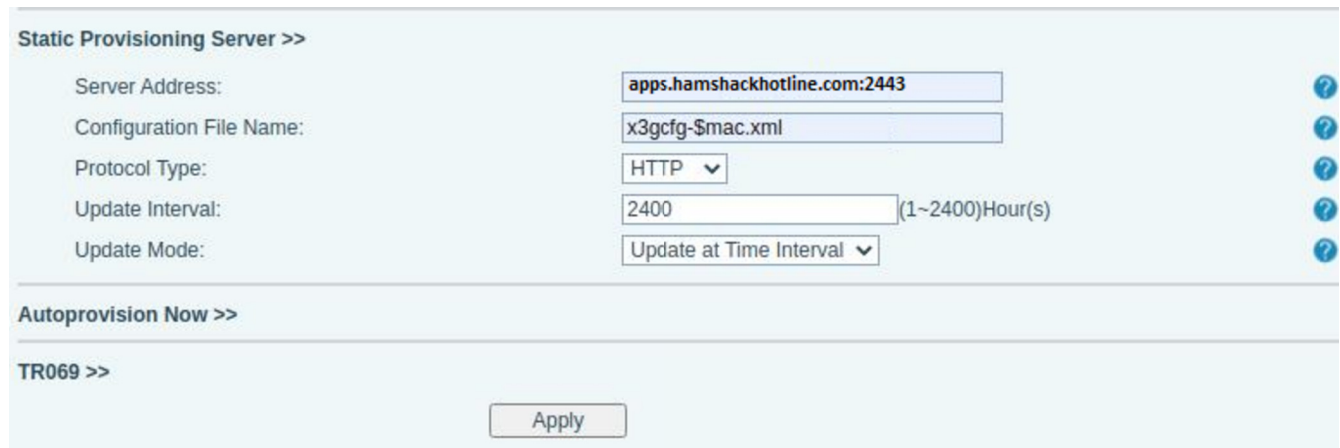 Static Provisioning Server >>
Server Address: apps.hamshackhotline.com:2443 ?
Configuration File Name: x3gcfg-$mac.xml ?
Protocol Type: HTTP ?
Update Interval: 2400 (1~2400)Hour(s) ?
Update Mode: Update at Time Interval ?
Autoprovision Now >>
TR069 >>
Apply